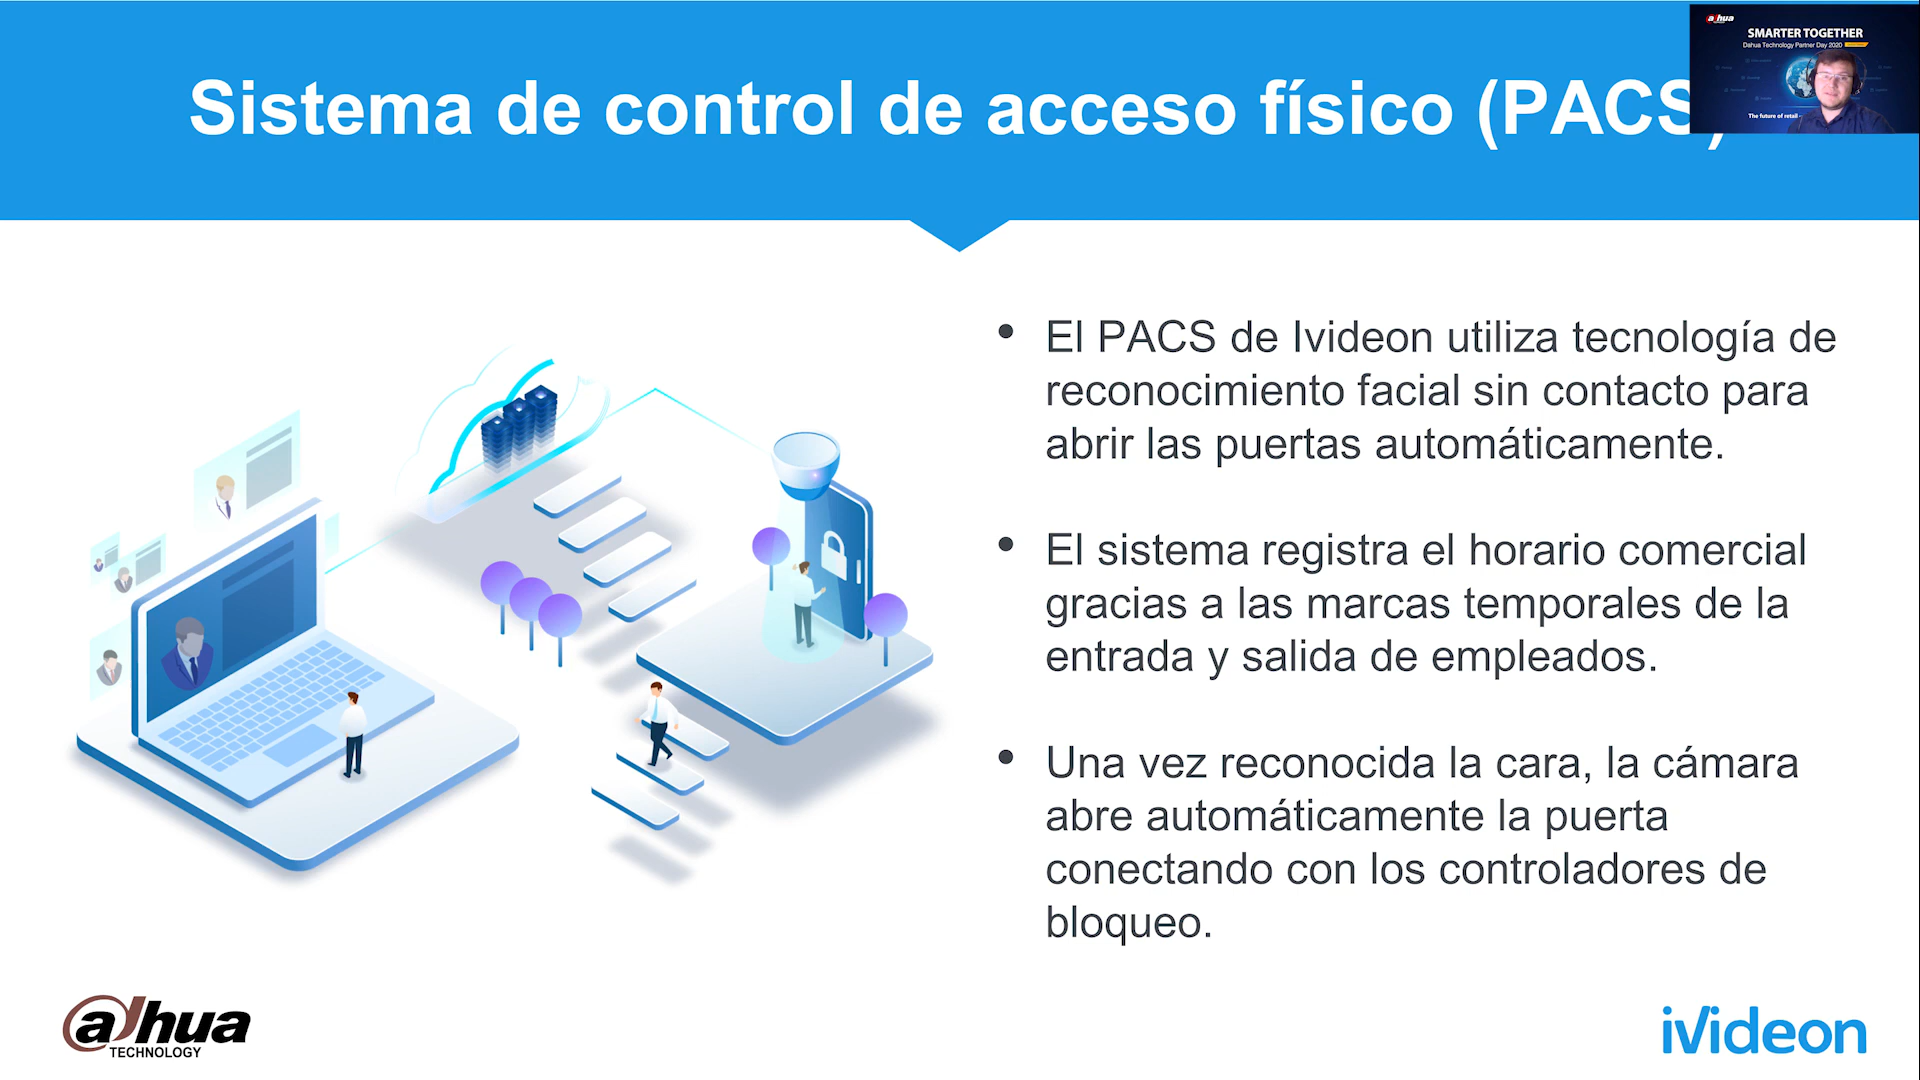 Sistema de control de acceso físico (PACS)
alhua
SMARTER TOGETHER
Dahua Technology Partner Day 2020
The future of retail
• El PACS de Ivideon utiliza tecnología de
reconocimiento facial sin contacto para
abrir las puertas automáticamente.
• El sistema registra el horario comercial
gracias a las marcas temporales de la
entrada y salida de empleados.
• Una vez reconocida la cara, la cámara
abre automáticamente la puerta
conectando con los controladores de
bloqueo.
alhua
TECHNOLOGY
iVideon